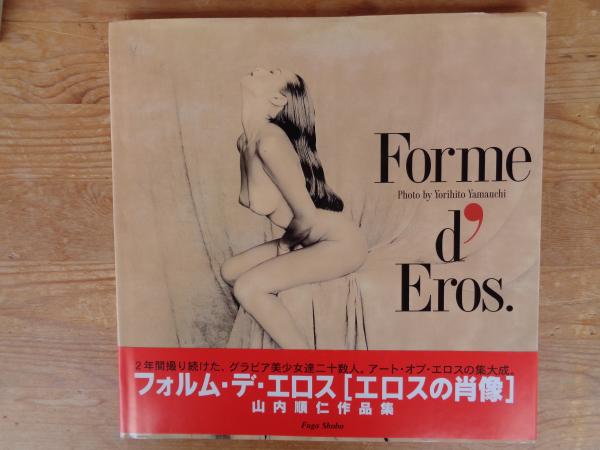 Forme
Photo by Yorihito Yamauchi
d'
Eros.
2年間撮り続けた、グラビア美少女達二十数人。アート・オブ・エロスの集大成。
フォルム・デ・エロス[エロスの肖像]
山内順仁作品集
Fuga Shobo